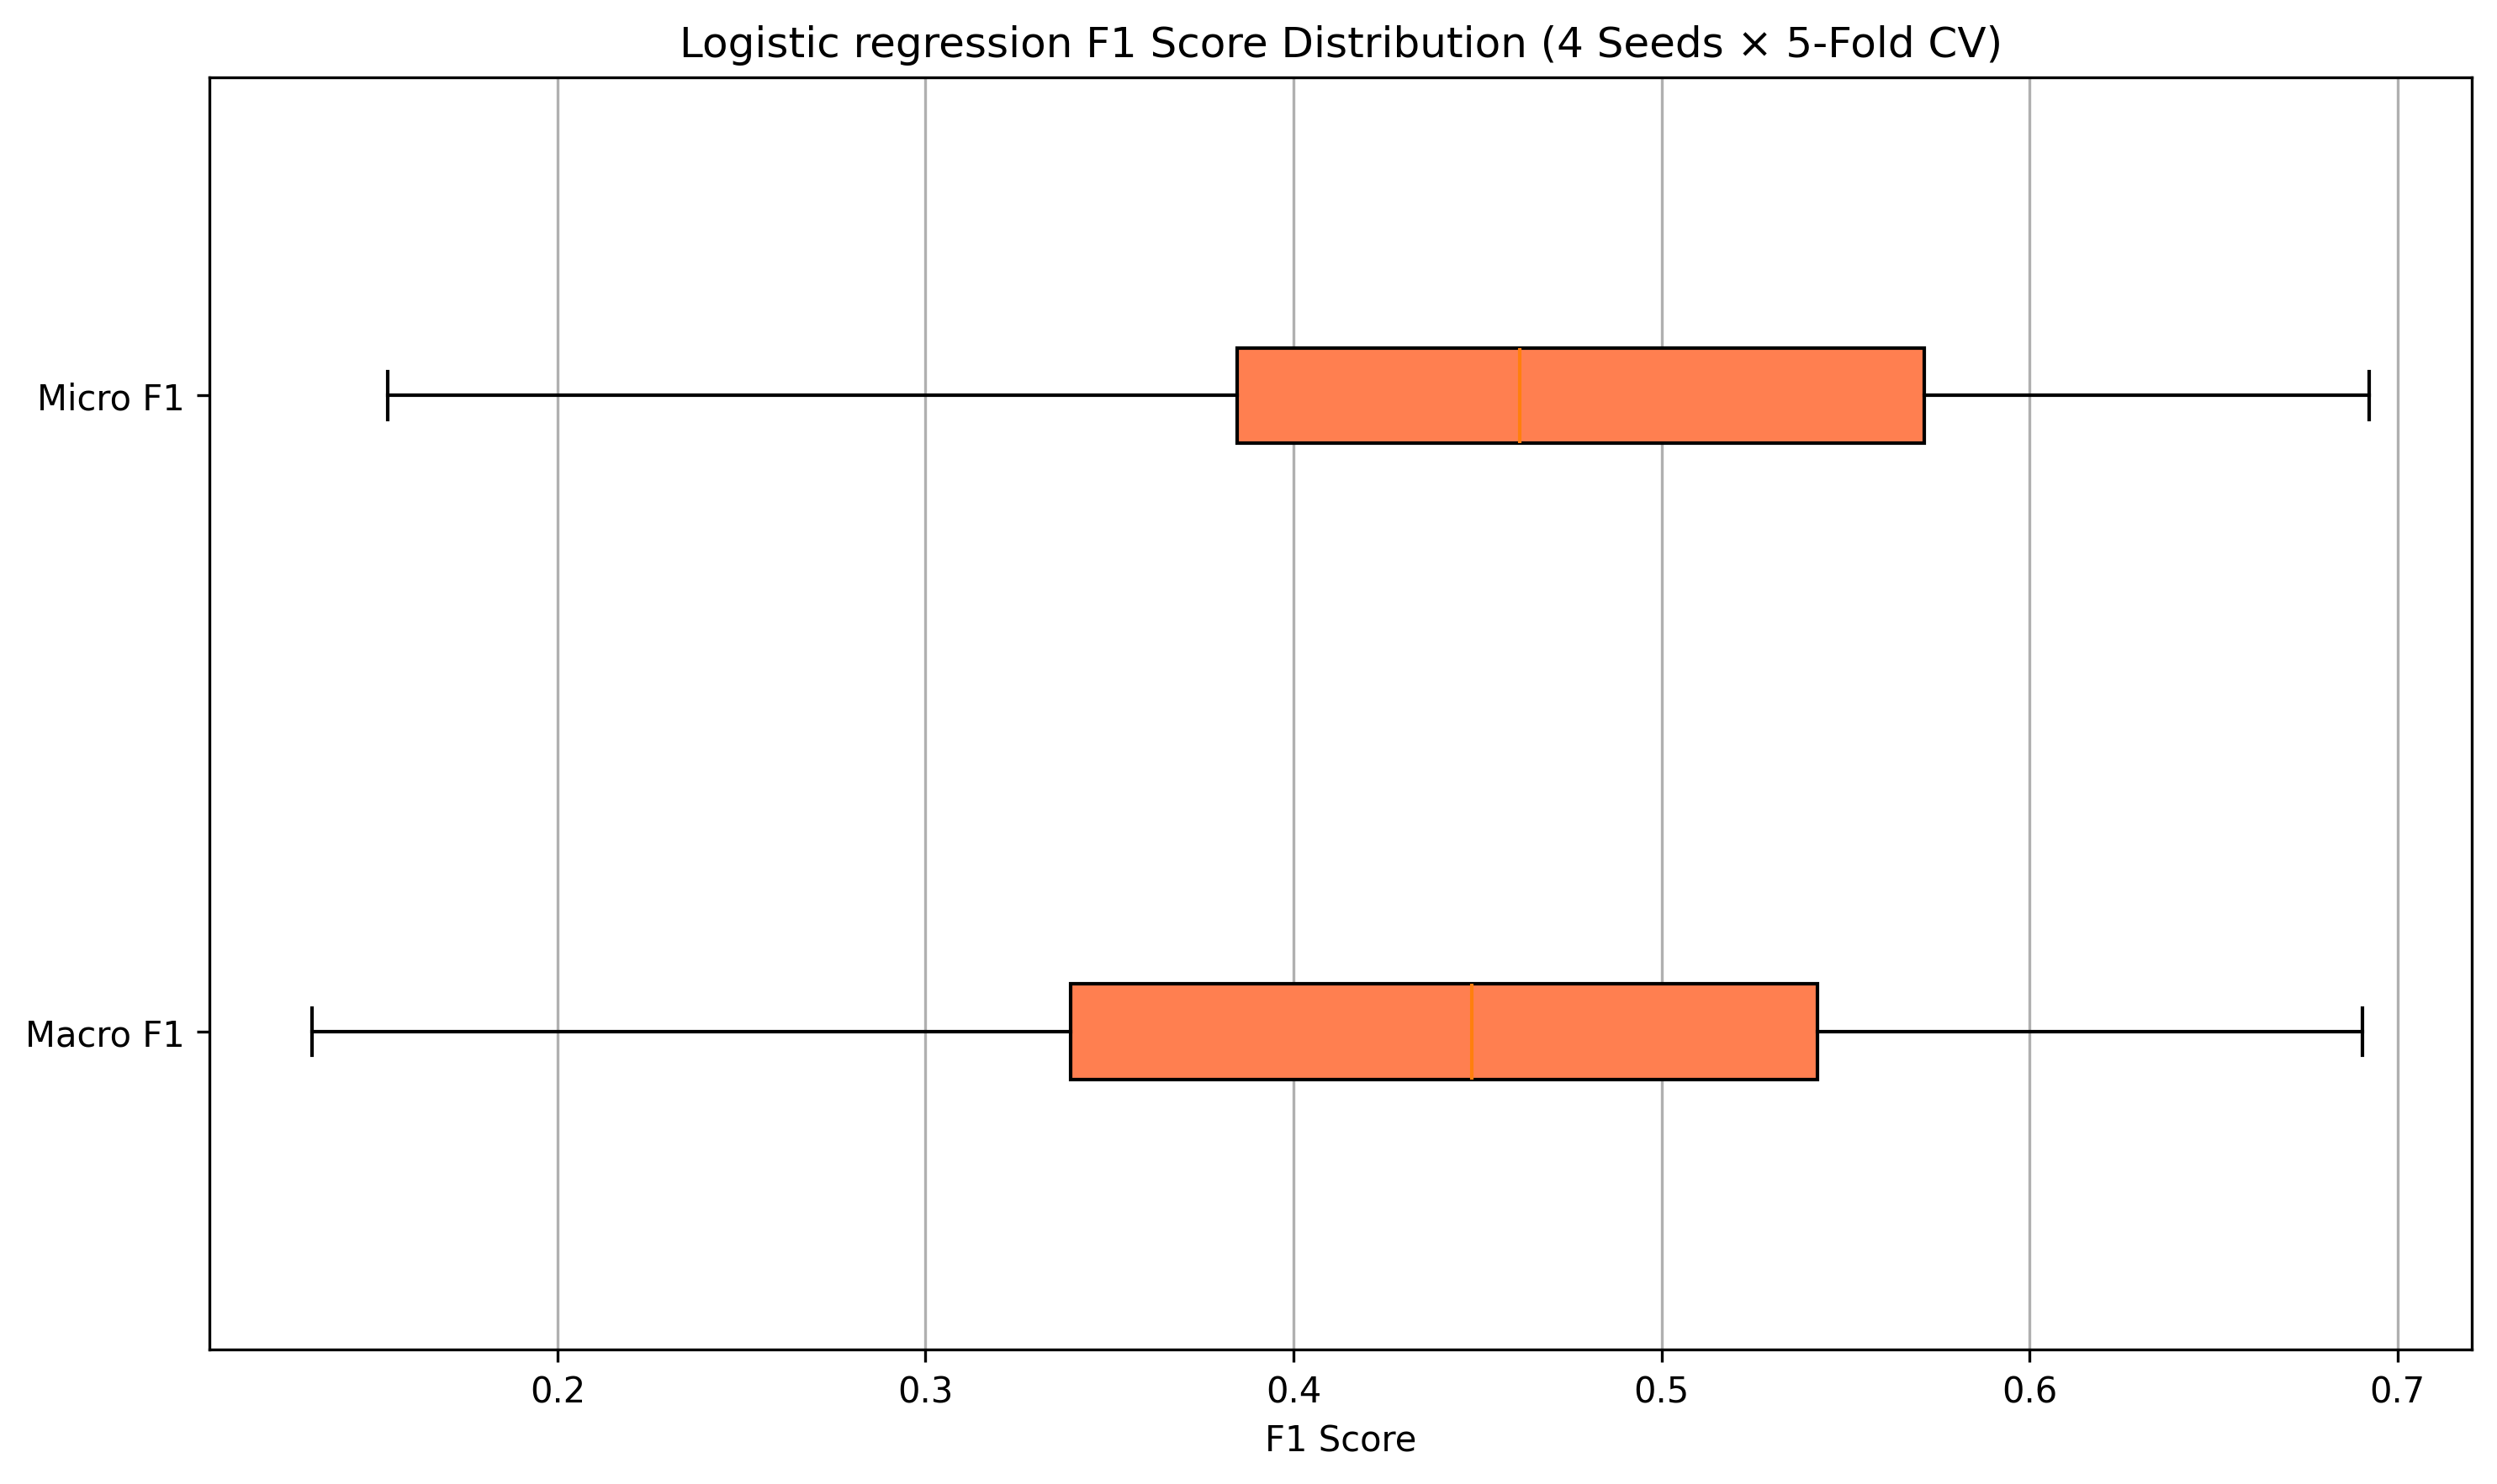 Logistic regression F1 Score Distribution (4 Seeds × 5-Fold CV)
Micro F1
Macro F1
0.2 0.3 0.4 0.5 0.6 0.7
F1 Score